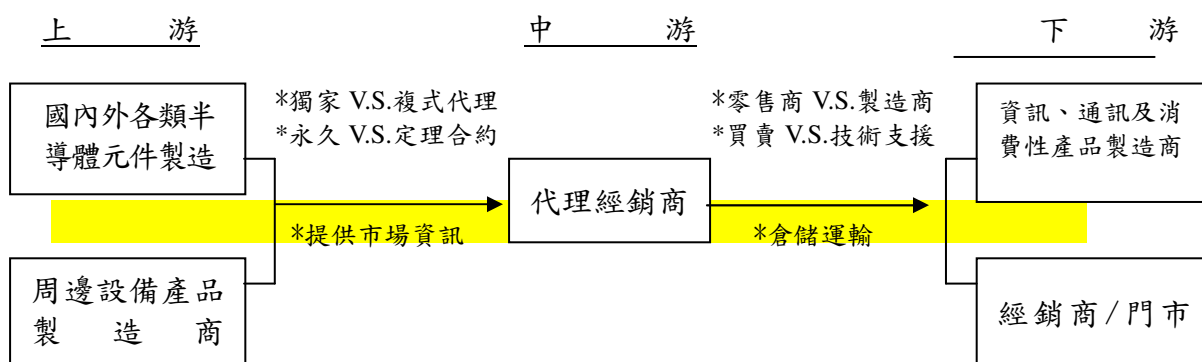 上游
中游
下游
國內外各類半
導體元件製造
*獨家 V.S.複式代理
*永久 V.S.定理合約
*零售商 V.S.製造商
*買賣 V.S.技術支援
資訊、通訊及消
費性產品製造商
代理經銷商
*提供市場資訊
*倉儲運輸
周邊設備產品
製造商
經銷商/門市